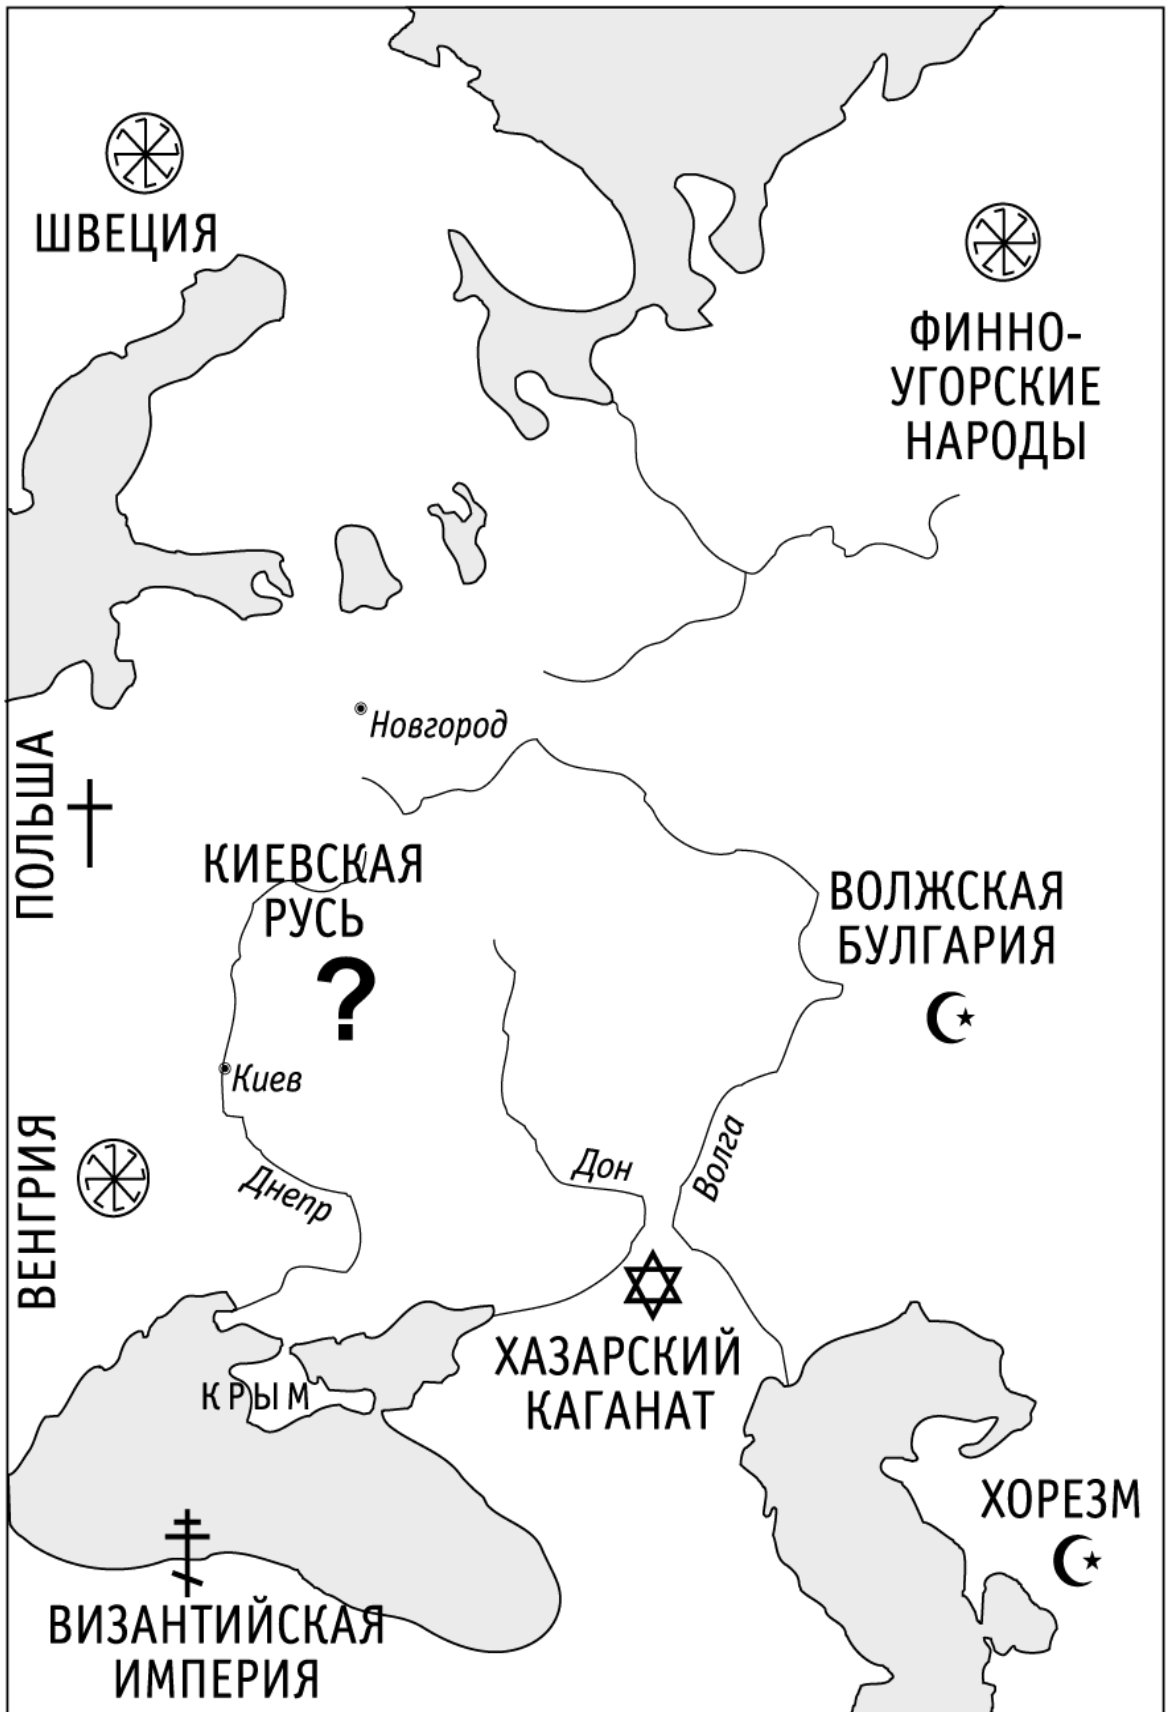 ШВЕЦИЯ
ФИННО-
УГОРСКИЕ
НАРОДЫ
Новгород
ПОЛЬША
КИЕВСКАЯ
РУСЬ
?
ВОЛЖСКАЯ
БУЛГАРИЯ
Киев
ВЕНГРИЯ
Днепр
Дон
Волга
ХАЗАРСКИЙ
КАГАНАТ
КРЫМ
ХОРЕЗМ
ВИЗАНТИЙСКАЯ
ИМПЕРИЯ